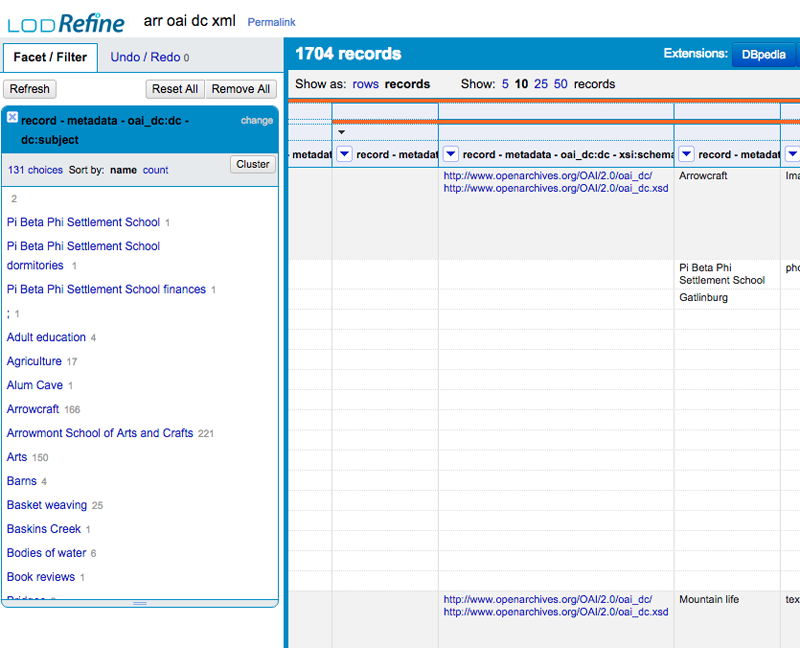 LODRefine arr oai dc xml Permalink
Facet / Filter Undo / Redo 0
Refresh Reset All Remove All
record - metadata - oai_dc:dc - dc:subject change
131 choices Sort by: name count Cluster
2
Pi Beta Phi Settlement School 1
Pi Beta Phi Settlement School
dormitories 1
Pi Beta Phi Settlement School finances 1
; 1
Adult education 4
Agriculture 17
Alum Cave 1
Arrowcraft 166
Arrowmont School of Arts and Crafts 221
Arts 150
Barns 4
Basket weaving 25
Baskins Creek 1
Bodies of water 6
Book reviews 1
1704 records Extensions: DBpedia
Show as: rows records Show: 5 10 25 50 records
- metadat record - metadat record - metadata - oai_dc:dc - xsi:schema record - metadat
http://www.openarchives.org/OAI/2.0/oai_dc/ Arrowcraft Ima
http://www.openarchives.org/OAI/2.0/oai_dc.xsd
Pi Beta Phi pho
Settlement School
Gatlinburg
http://www.openarchives.org/OAI/2.0/oai_dc/ Mountain life tex
http://www.openarchives.org/OAI/2.0/oai_dc.xsd